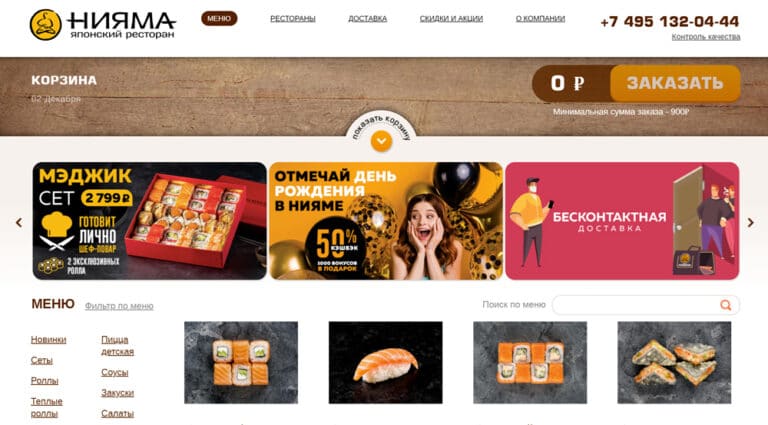 НИЯМА
японский ресторан
МЕНЮ
РЕСТОРАНЫ
ДОСТАВКА
СКИДКИ И АКЦИИ
О КОМПАНИИ
+7 495 132-04-44
Контроль качества
КОРЗИНА
02 Декабря
0 ₽
ЗАКАЗАТЬ
Минимальная сумма заказа - 900₽
показать корзину
МЭДЖИК
СЕТ 2 799 ₽
ГОТОВИТ
ЛИЧНО
ШЕФ-ПОВАР
2 ЭКСКЛЮЗИВНЫХ
РОЛЛА
ОТМЕЧАЙ ДЕНЬ
РОЖДЕНИЯ
В НИЯМЕ
50%
КЭШБЭК
1000 БОНУСОВ
В ПОДАРОК
БЕСКОНТАКТНАЯ
ДОСТАВКА
МЕНЮ
Фильтр по меню
Поиск по меню
Новинки
Сеты
Роллы
Теплые
роллы
Пицца
детская
Соусы
Закуски
Салаты